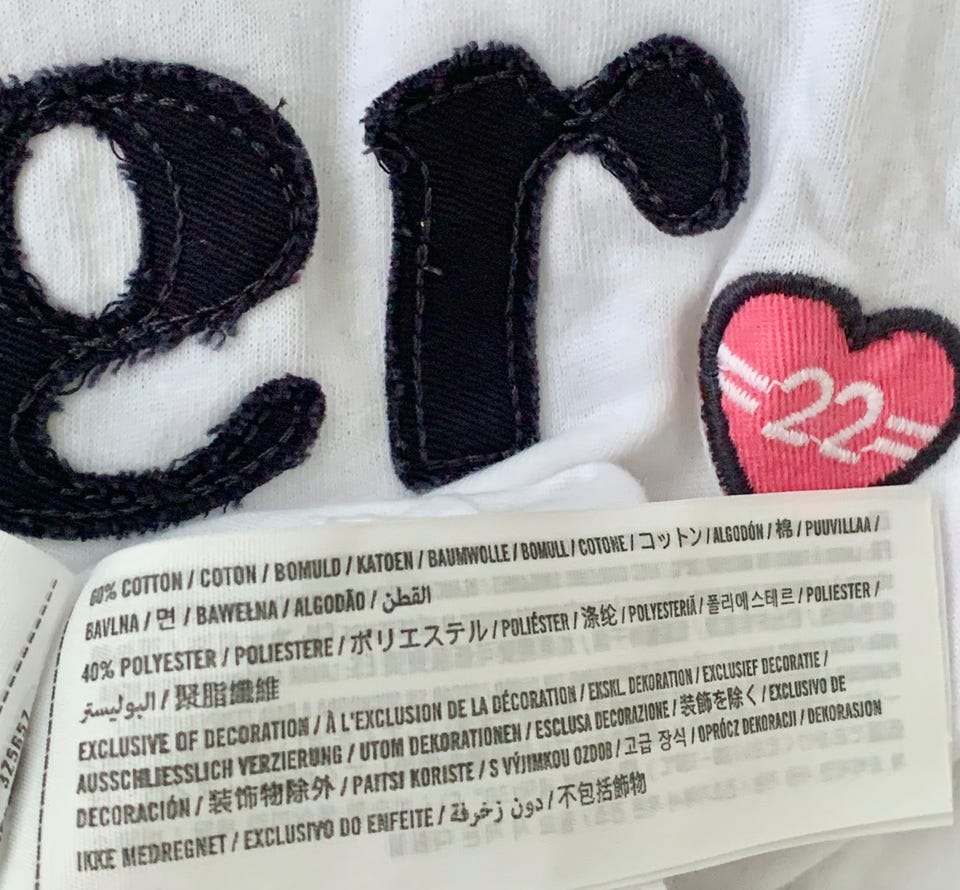 er
=22=
60% COTTON / COTON / BOMULD / KATOEN / BAUMWOLLE / BOMULL / COTONE / コットン / ALGODÓN / 棉 / PUUVILLAA /
BAVLNA / 면 / BAWEŁNA / ALGODÃO / القطن
40% POLYESTER / POLIESTERE / ポリエステル / POLIÉSTER / 涤纶 / POLYESTERIÄ / 폴리에스테르 / POLIESTER /
البوليستر / 聚脂纖維
EXCLUSIVE OF DECORATION / À L'EXCLUSION DE LA DÉCORATION / EKSKL. DEKORATION / EXCLUSIEF DECORATIE /
AUSSCHLIESSLICH VERZIERUNG / UTOM DEKORATIONEN / ESCLUSA DECORAZIONE / 装飾を除く / EXCLUSIVO DE
DECORACIÓN / 装饰物除外 / PAITSI KORISTE / S VÝJIMKOU OZDOB / 고급 장식 / OPRÓCZ DEKORACJI / DEKORASJON
IKKE MEDREGNET / EXCLUSIVO DO ENFEITE / دون زخرفة / 不包括飾物
325657